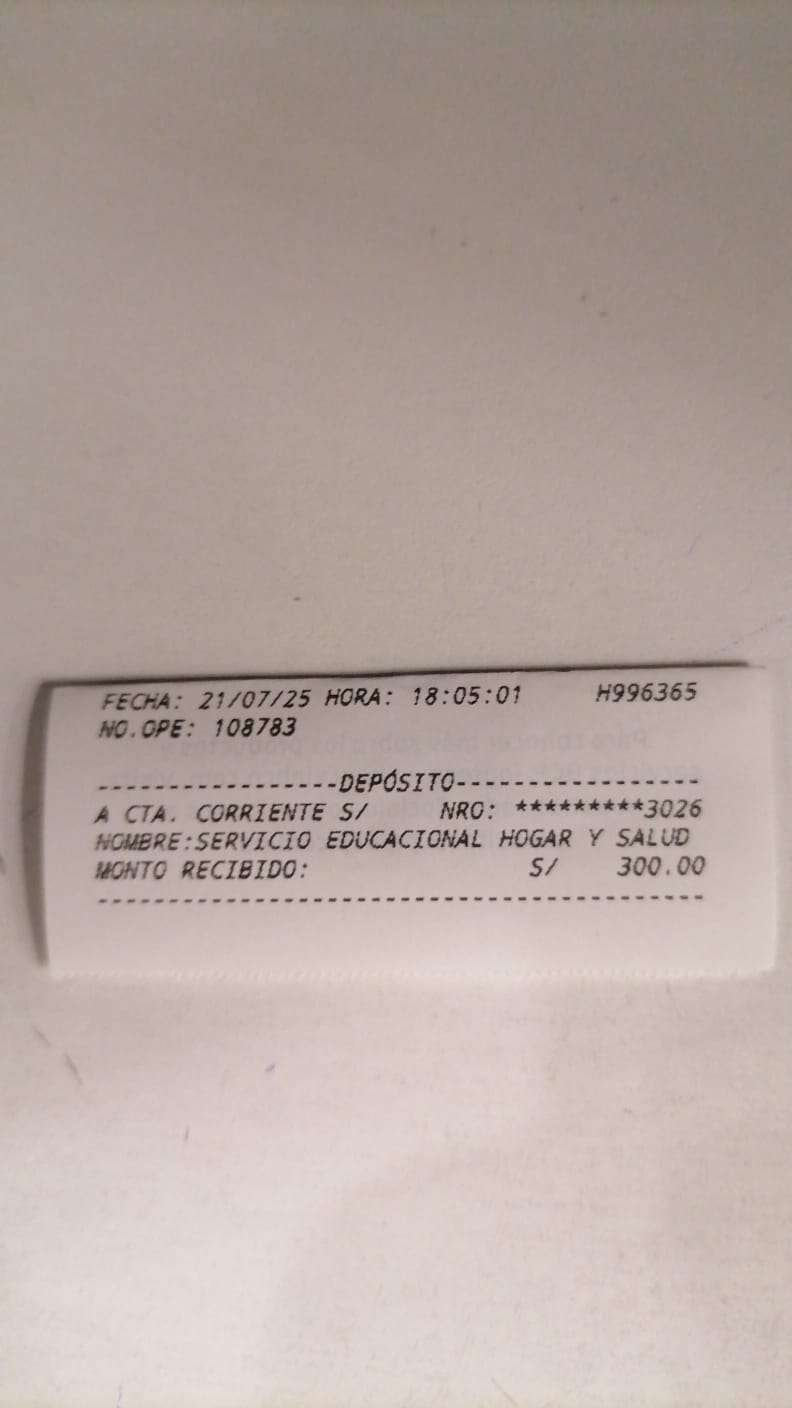 FECHA: 21/07/25 HORA: 18:05:01 H996365
NO.OPE: 108783
-----------------DEPÓSITO-----------------
A CTA. CORRIENTE S/ NRO: *********3026
NOMBRE:SERVICIO EDUCACIONAL HOGAR Y SALUD
MONTO RECIBIDO: S/ 300.00
------------------------------------------